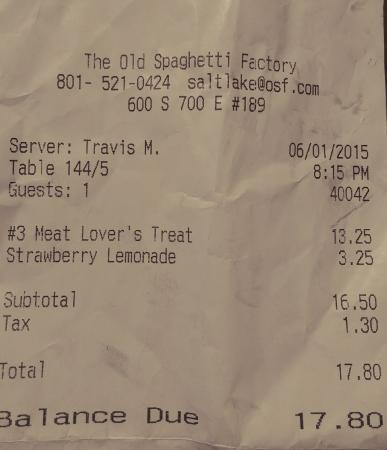 The Old Spaghetti Factory
801- 521-0424 saltlake@osf.com
600 S 700 E #189
Server: Travis M. 06/01/2015
Table 144/5 8:15 PM
Guests: 1 40042
#3 Meat Lover's Treat 13.25
Strawberry Lemonade 3.25
Subtotal 16.50
Tax 1.30
Total 17.80
Balance Due 17.80